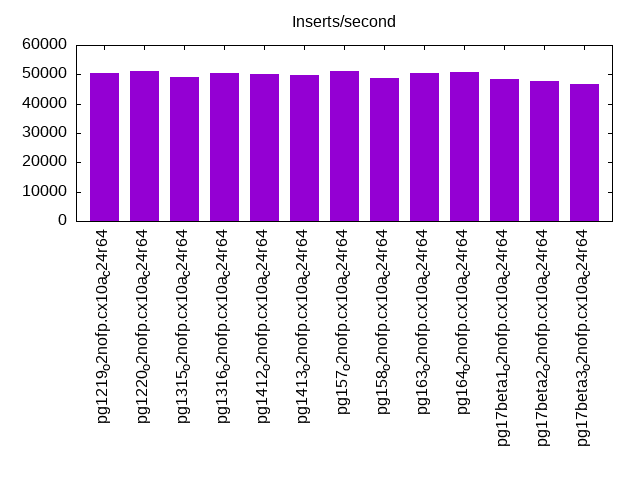 Inserts/second
60000
50000
40000
30000
20000
10000
0
pg1219o2nofp.cx10ac24r64
pg1220o2nofp.cx10ac24r64
pg1315o2nofp.cx10ac24r64
pg1316o2nofp.cx10ac24r64
pg1412o2nofp.cx10ac24r64
pg1413o2nofp.cx10ac24r64
pg157o2nofp.cx10ac24r64
pg158o2nofp.cx10ac24r64
pg163o2nofp.cx10ac24r64
pg164o2nofp.cx10ac24r64
pg17beta1o2nofp.cx10ac24r64
pg17beta2o2nofp.cx10ac24r64
pg17beta3o2nofp.cx10ac24r64